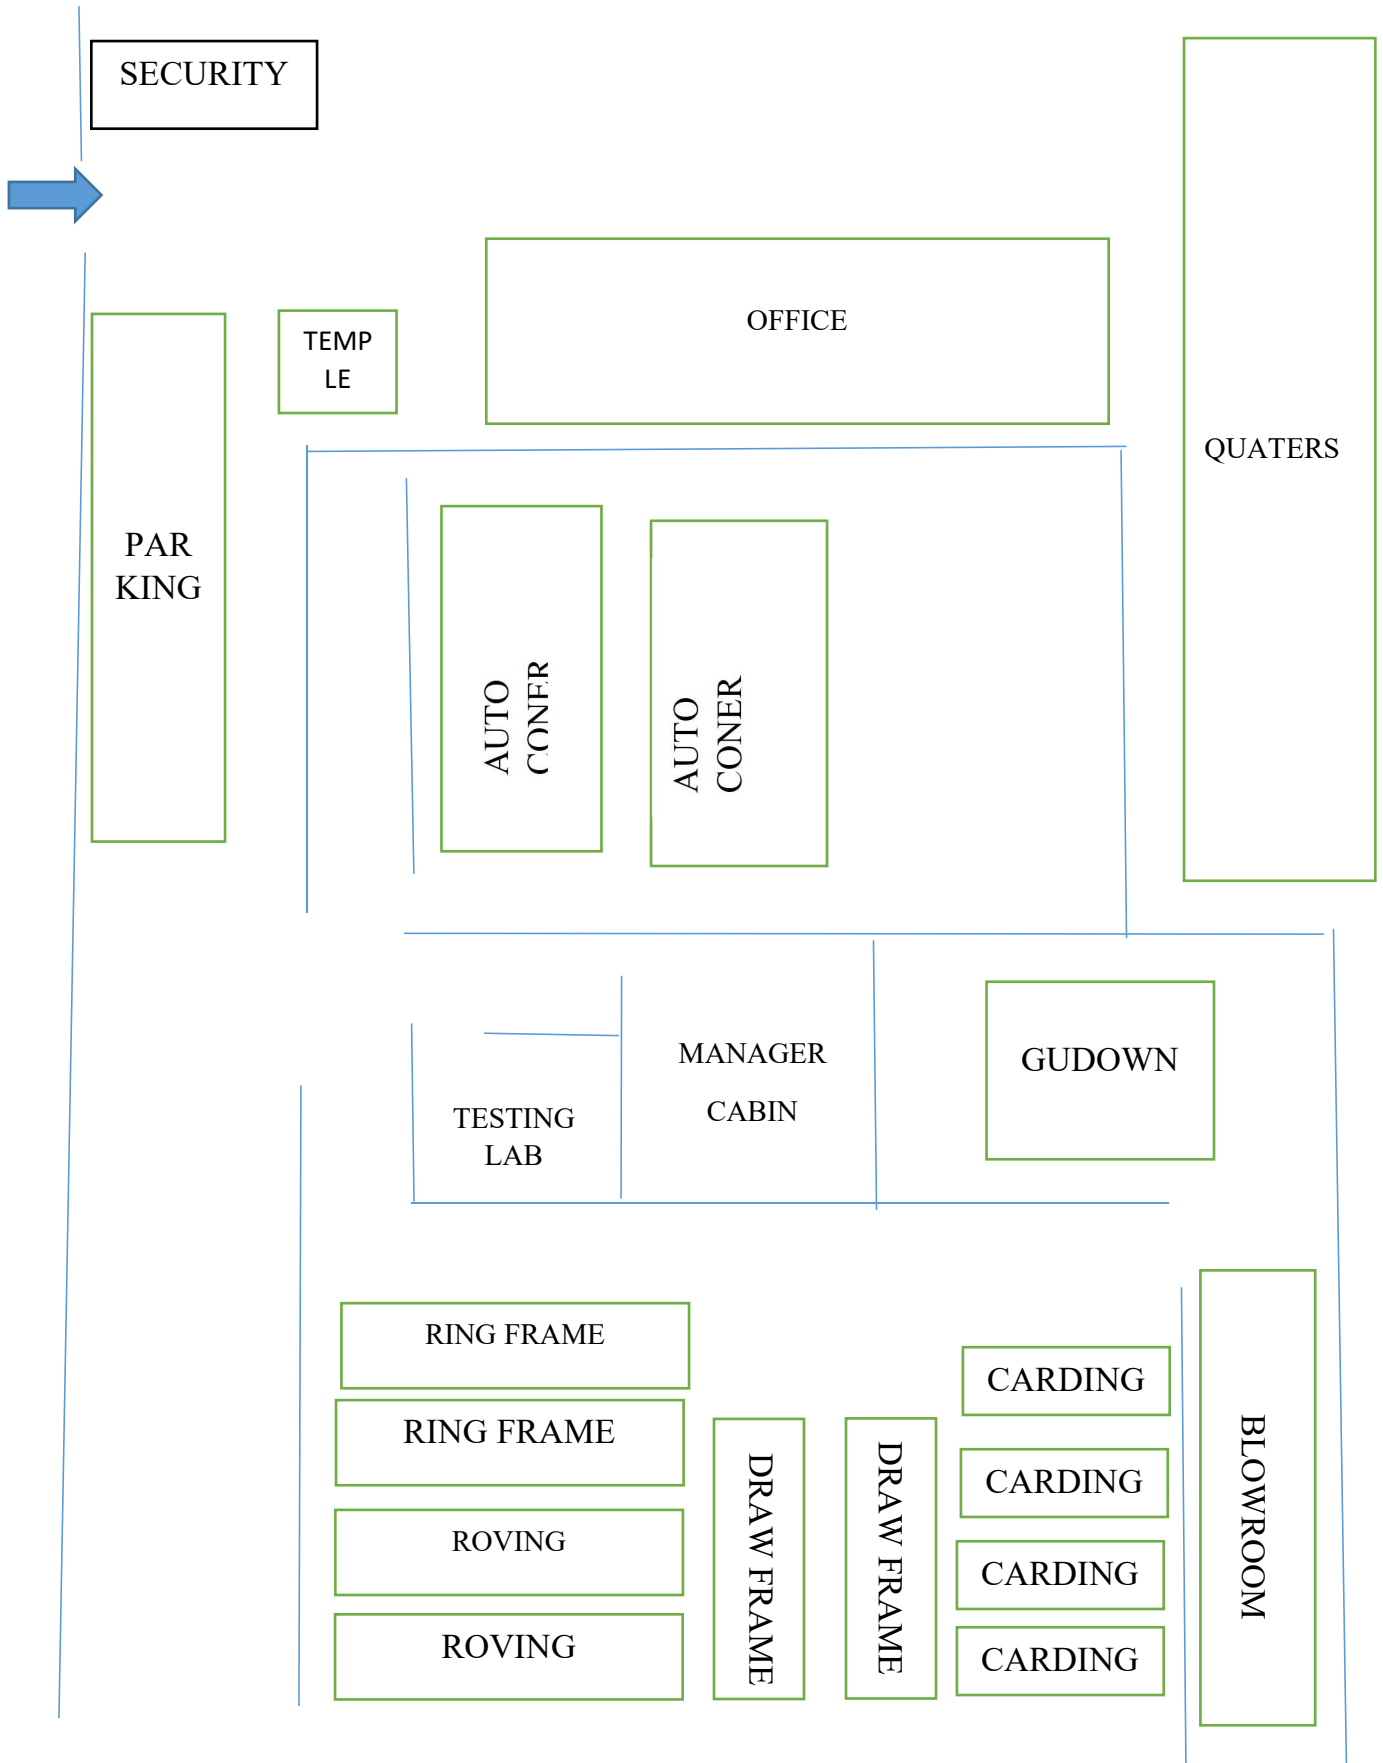 SECURITY
OFFICE
TEMP
LE
QUATERS
PAR
KING
AUTO
CONER
AUTO
CONER
MANAGER
CABIN
GUDOWN
TESTING
LAB
RING FRAME
RING FRAME
ROVING
ROVING
DRAW FRAME
DRAW FRAME
CARDING
CARDING
CARDING
CARDING
BLOWROOM